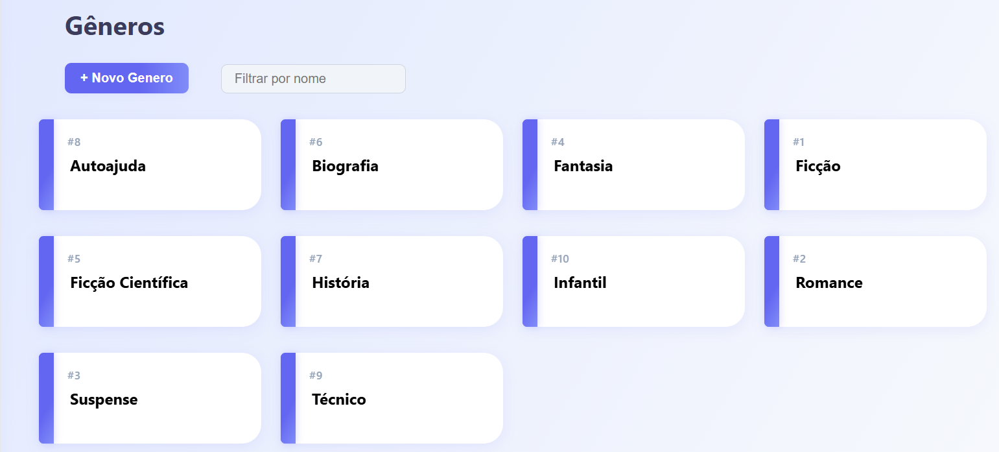 Gêneros
+ Novo Genero
Filtrar por nome
#8
Autoajuda
#6
Biografia
#4
Fantasia
#1
Ficção
#5
Ficção Científica
#7
História
#10
Infantil
#2
Romance
#3
Suspense
#9
Técnico